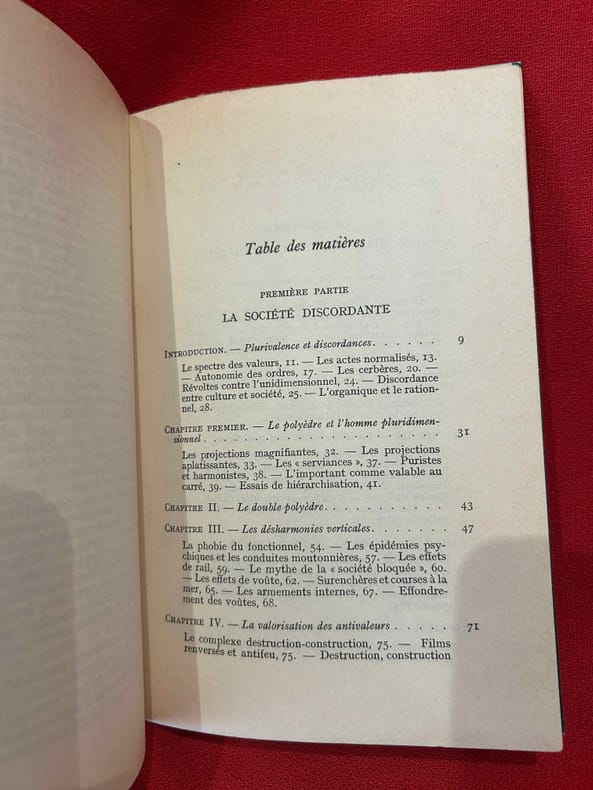 Table des matières
PREMIÈRE PARTIE
LA SOCIÉTÉ DISCORDANTE
INTRODUCTION. — Plurivalence et discordances. . . . . . . 9
Le spectre des valeurs, 11. — Les actes normalisés, 13.
— Autonomie des ordres, 17. — Les cerbères, 20. —
Révoltes contre l'unidimensionnel, 24. — Discordance
entre culture et société, 25. — L'organique et le ration-
nel, 28.
CHAPITRE PREMIER. — Le polyèdre et l'homme pluridimen-
sionnel . . . . . . . . . . . . . . . . . . . . . 31
Les projections magnifiantes, 32. — Les projections
aplatissantes, 33. — Les « serviances », 37. — Puristes
et harmonistes, 38. — L'important comme valable au
carré, 39. — Essais de hiérarchisation, 41.
CHAPITRE II. — Le double polyèdre. . . . . . . . . . . 43
CHAPITRE III. — Les désharmonies verticales. . . . . . . 47
La phobie du fonctionnel, 54. — Les épidémies psy-
chiques et les conduites moutonnières, 57. — Les effets
de rail, 59. — Le mythe de la « société bloquée », 60.
— Les effets de voûte, 62. — Surenchères et courses à la
mer, 65. — Les armements internes, 67. — Effondre-
ment des voûtes, 68.
CHAPITRE IV. — La valorisation des antivaleurs . . . . . 71
Le complexe destruction-construction, 75. — Films
renversés et antifeu, 75. — Destruction, construction